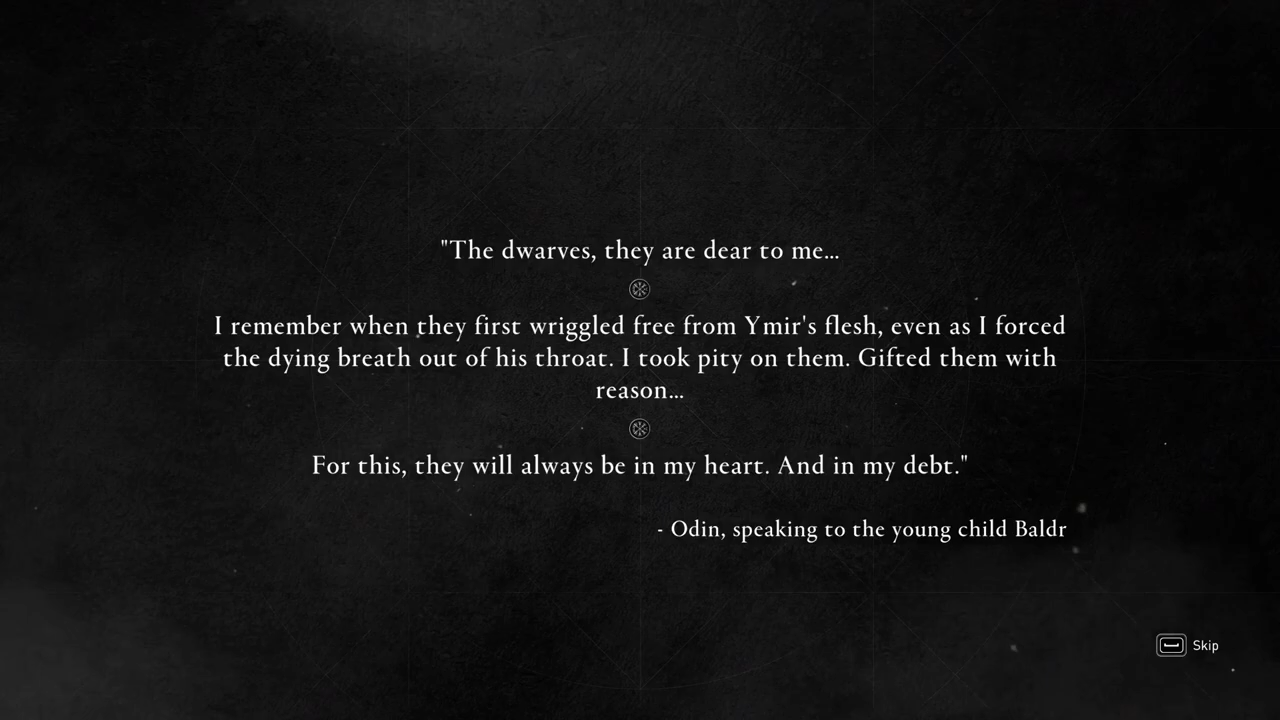 "The dwarves, they are dear to me...
I remember when they first wriggled free from Ymir's flesh, even as I forced
the dying breath out of his throat. I took pity on them. Gifted them with
reason...
For this, they will always be in my heart. And in my debt."
- Odin, speaking to the young child Baldr
Skip